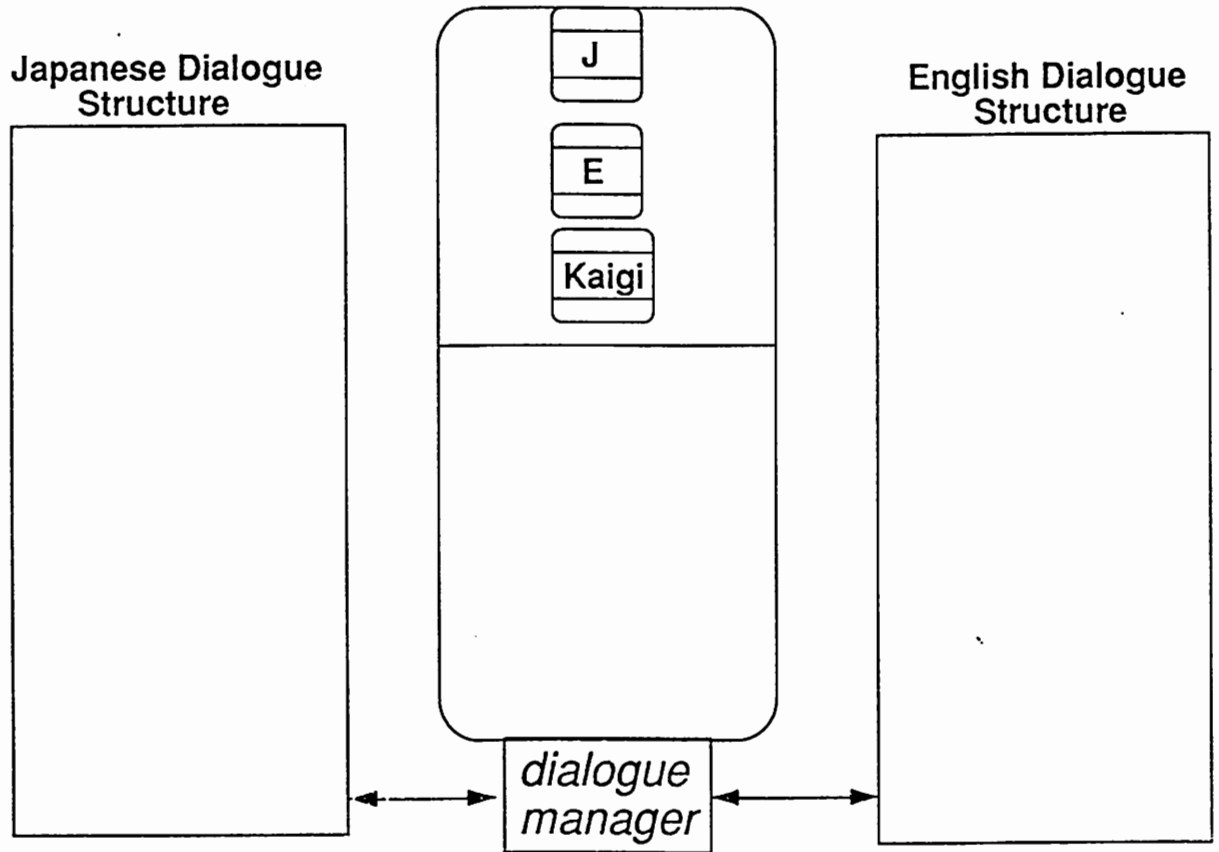 Japanese Dialogue
Structure
J
E
Kaigi
English Dialogue
Structure
dialogue
manager